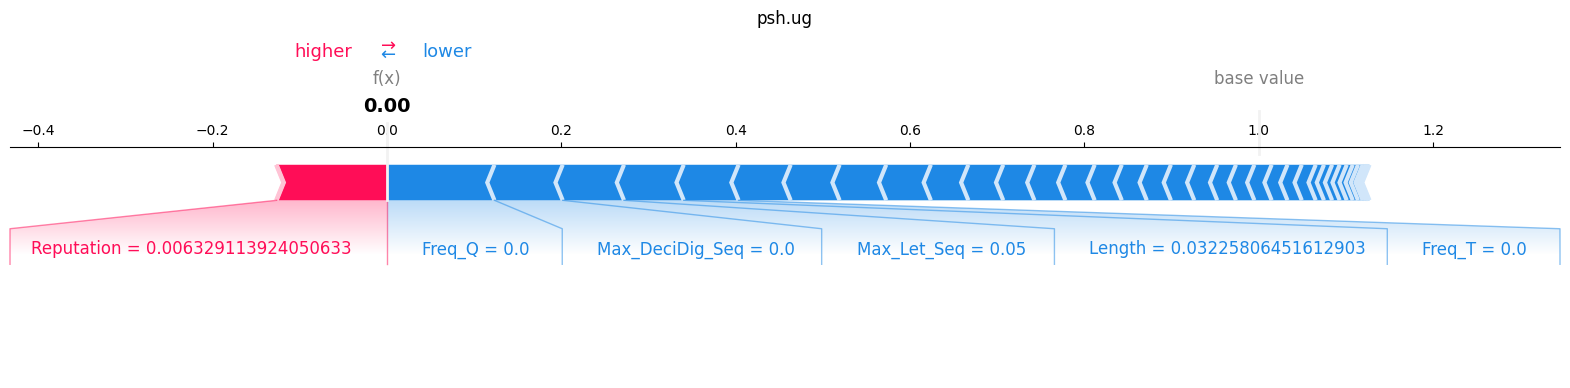 psh.ug
higher → ← lower
f(x)
base value
0.00
−0.4 −0.2 0.0 0.2 0.4 0.6 0.8 1.0 1.2
Reputation = 0.006329113924050633 Freq_Q = 0.0 Max_DeciDig_Seq = 0.0 Max_Let_Seq = 0.05 Length = 0.03225806451612903 Freq_T = 0.0